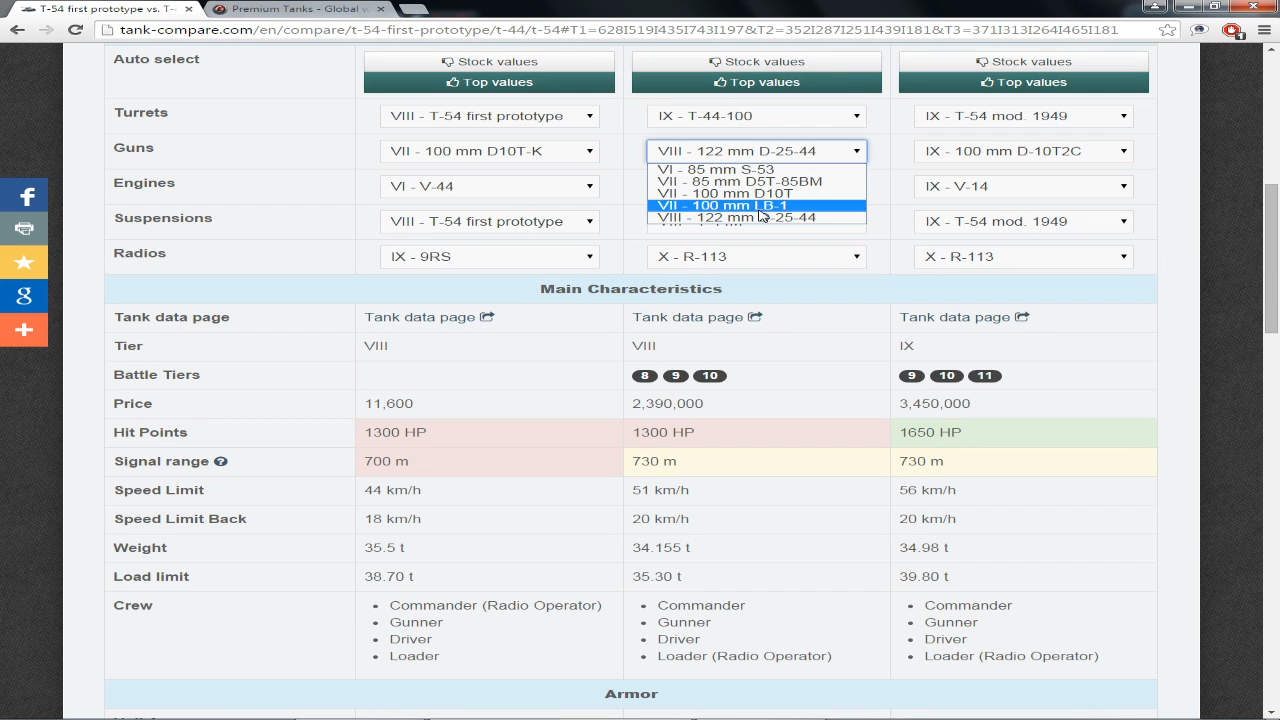 T-54 first prototype vs. T-
Premium Tanks - Global w
tank-compare.com/en/compare/t-54-first-prototype/t-44/t-54#T1=628I519I435I743I197&T2=352I287I251I439I181&T3=371I313I264I465I181
Auto select
Stock values Stock values Stock values
Top values Top values Top values
Turrets VIII - T-54 first prototype IX - T-44-100 IX - T-54 mod. 1949
Guns VII - 100 mm D10T-K VIII - 122 mm D-25-44 IX - 100 mm D-10T2C
VI - 85 mm S-53
VII - 85 mm D5T-85BM
VII - 100 mm D10T
VII - 100 mm LB-1
VIII - 122 mm D-25-44
Engines VI - V-44 IX - V-14
Suspensions VIII - T-54 first prototype IX - T-54 mod. 1949
Radios IX - 9RS X - R-113 X - R-113
Main Characteristics
Tank data page Tank data page Tank data page Tank data page
Tier VIII VIII IX
Battle Tiers 8 9 10 9 10 11
Price 11,600 2,390,000 3,450,000
Hit Points 1300 HP 1300 HP 1650 HP
Signal range 700 m 730 m 730 m
Speed Limit 44 km/h 51 km/h 56 km/h
Speed Limit Back 18 km/h 20 km/h 20 km/h
Weight 35.5 t 34.155 t 34.98 t
Load limit 38.70 t 35.30 t 39.80 t
Crew Commander (Radio Operator) Commander Commander
Gunner Gunner Gunner
Driver Driver Driver
Loader Loader (Radio Operator) Loader (Radio Operator)
Armor